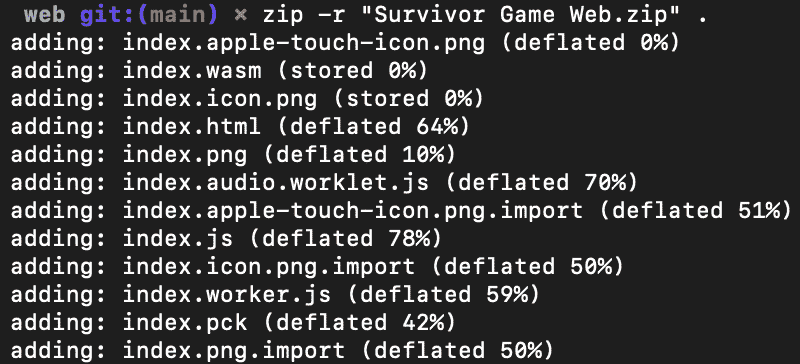 web git:(main) × zip -r "Survivor Game Web.zip" .
adding: index.apple-touch-icon.png (deflated 0%)
adding: index.wasm (stored 0%)
adding: index.icon.png (stored 0%)
adding: index.html (deflated 64%)
adding: index.png (deflated 10%)
adding: index.audio.worklet.js (deflated 70%)
adding: index.apple-touch-icon.png.import (deflated 51%)
adding: index.js (deflated 78%)
adding: index.icon.png.import (deflated 50%)
adding: index.worker.js (deflated 59%)
adding: index.pck (deflated 42%)
adding: index.png.import (deflated 50%)